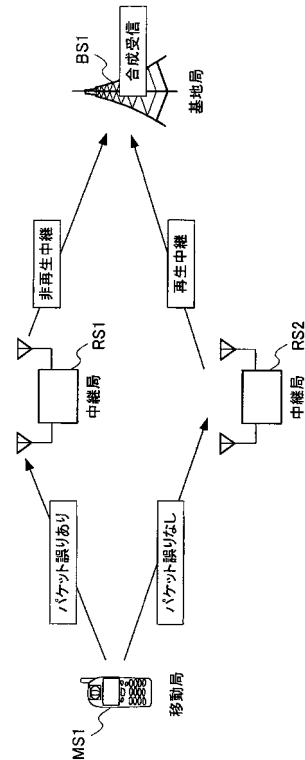 MS1
移動局
パケット誤りあり
パケット誤りなし
RS1
中継局
RS2
中継局
非再生中継
再生中継
BS1
合成受信
基地局